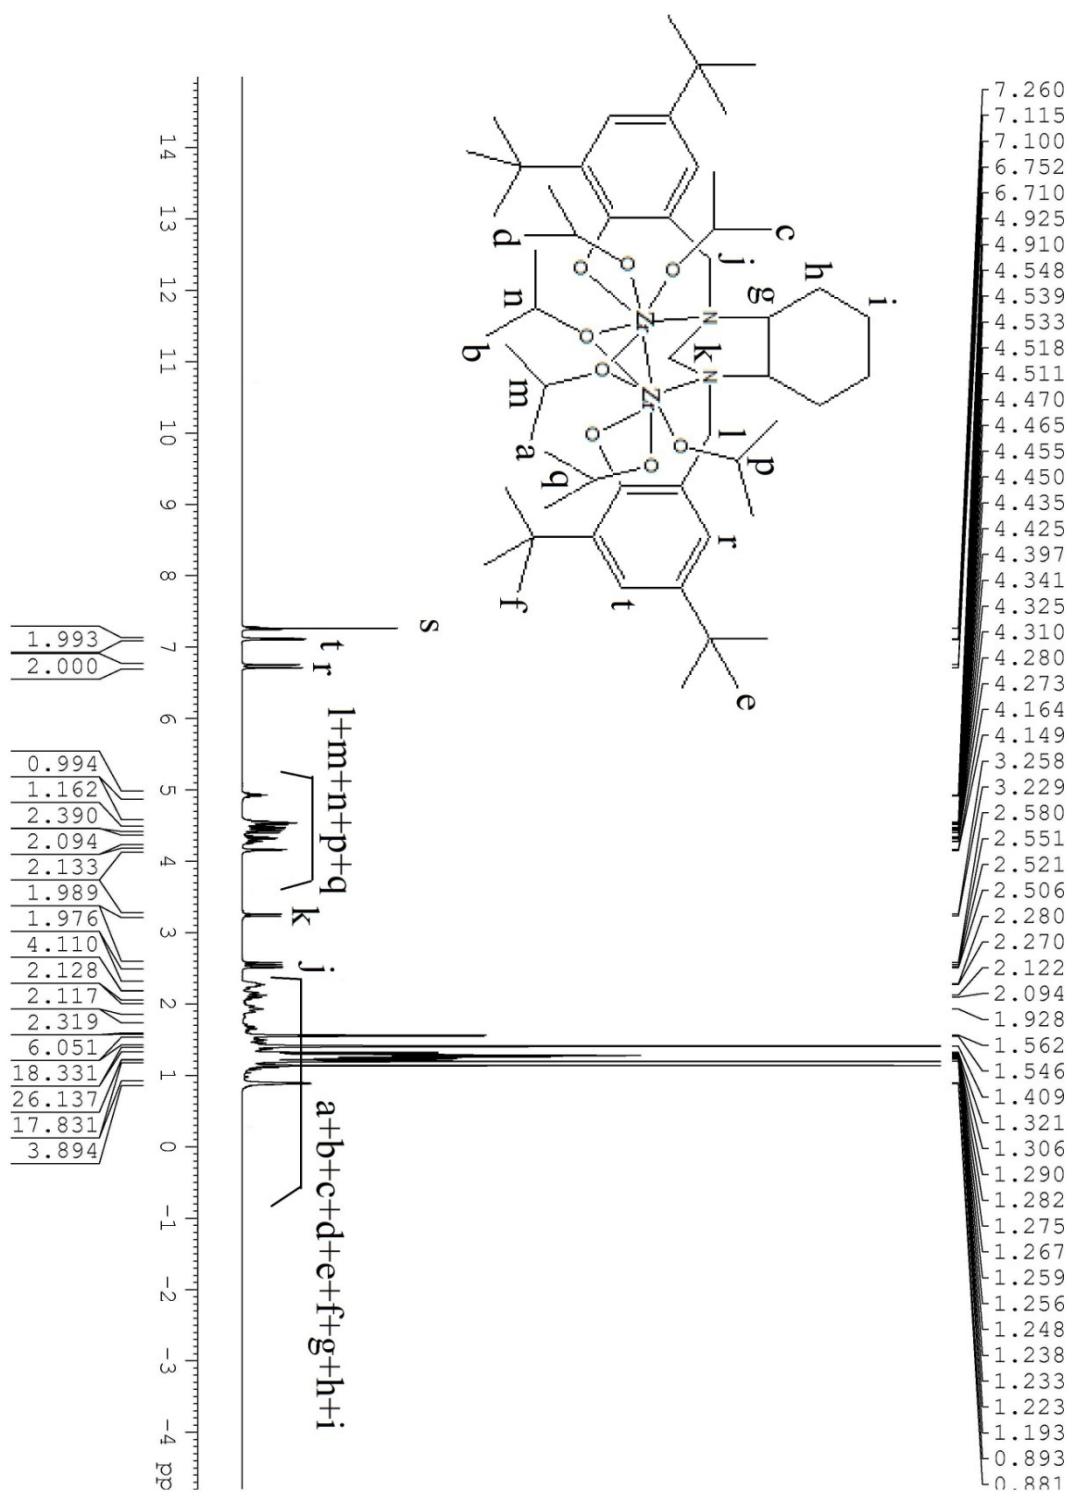 7.260
7.115
7.100
6.752
6.710
4.925
4.910
4.548
4.539
4.533
4.518
4.511
4.470
4.465
4.455
4.450
4.435
4.425
4.397
4.341
4.325
4.310
4.280
4.273
4.164
4.149
3.258
3.229
2.580
2.551
2.521
2.506
2.280
2.270
2.122
2.094
1.928
1.562
1.546
1.409
1.321
1.306
1.290
1.282
1.275
1.267
1.259
1.256
1.248
1.238
1.233
1.223
1.193
0.893
0.881
i
h
g
c
j
N
k
N
l
d
O
O
O
Zr
n
b
O
O
m
a
Zr
O
O
O
p
q
r
t
f
e
s
t
r
l+m+n+p+q
k
j
a+b+c+d+e+f+g+h+i
14 13 12 11 10 9 8 7 6 5 4 3 2 1 0 -1 -2 -3 -4 pp
1.993
2.000
0.994
1.162
2.390
2.094
2.133
1.989
1.976
4.110
2.128
2.117
2.319
6.051
18.331
26.137
17.831
3.894